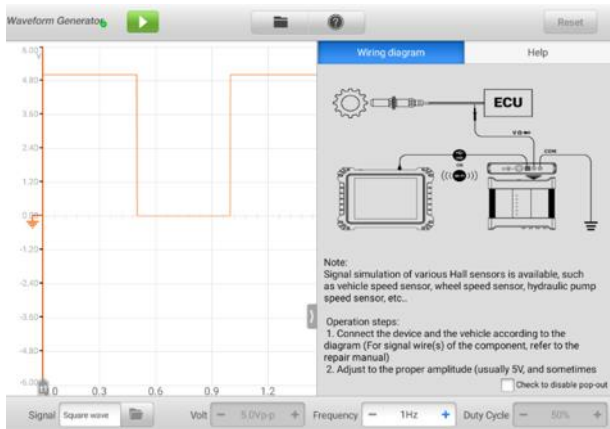 Waveform Generator
Reset
Wiring diagram
Help
5.00
4.80
3.60
2.40
1.20
0.00
-1.20
-2.40
-3.60
-4.80
-6.00
0.0 0.3 0.6 0.9 1.2
ECU
V Ω
COM
OR
Note:
Signal simulation of various Hall sensors is available, such
as vehicle speed sensor, wheel speed sensor, hydraulic pump
speed sensor, etc..
Operation steps:
1. Connect the device and the vehicle according to the
diagram (For signal wire(s) of the component, refer to the
repair manual)
2. Adjust to the proper amplitude (usually 5V, and sometimes
Check to disable pop-out
Signal Square wave Volt − 5.0Vp-p + Frequency − 1Hz + Duty Cycle − 50% +